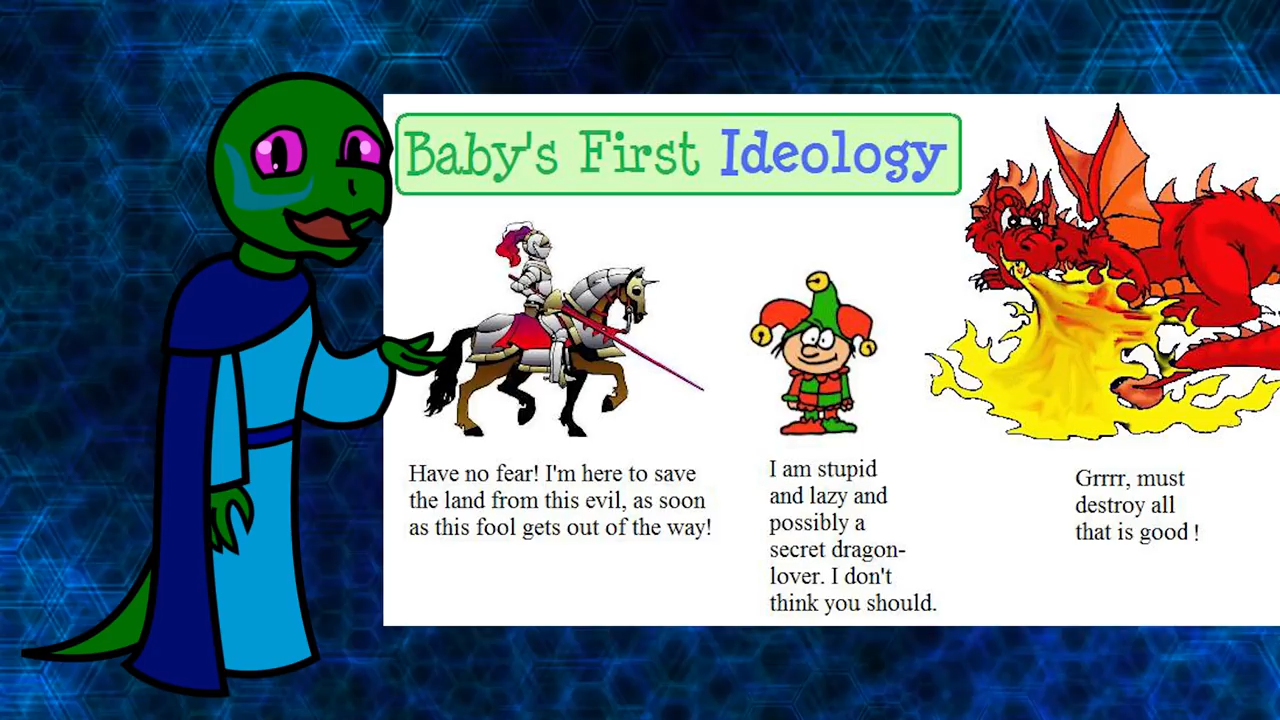 Baby's First Ideology
Have no fear! I'm here to save
the land from this evil, as soon
as this fool gets out of the way!
I am stupid
and lazy and
possibly a
secret dragon-
lover. I don't
think you should.
Grrrr, must
destroy all
that is good !